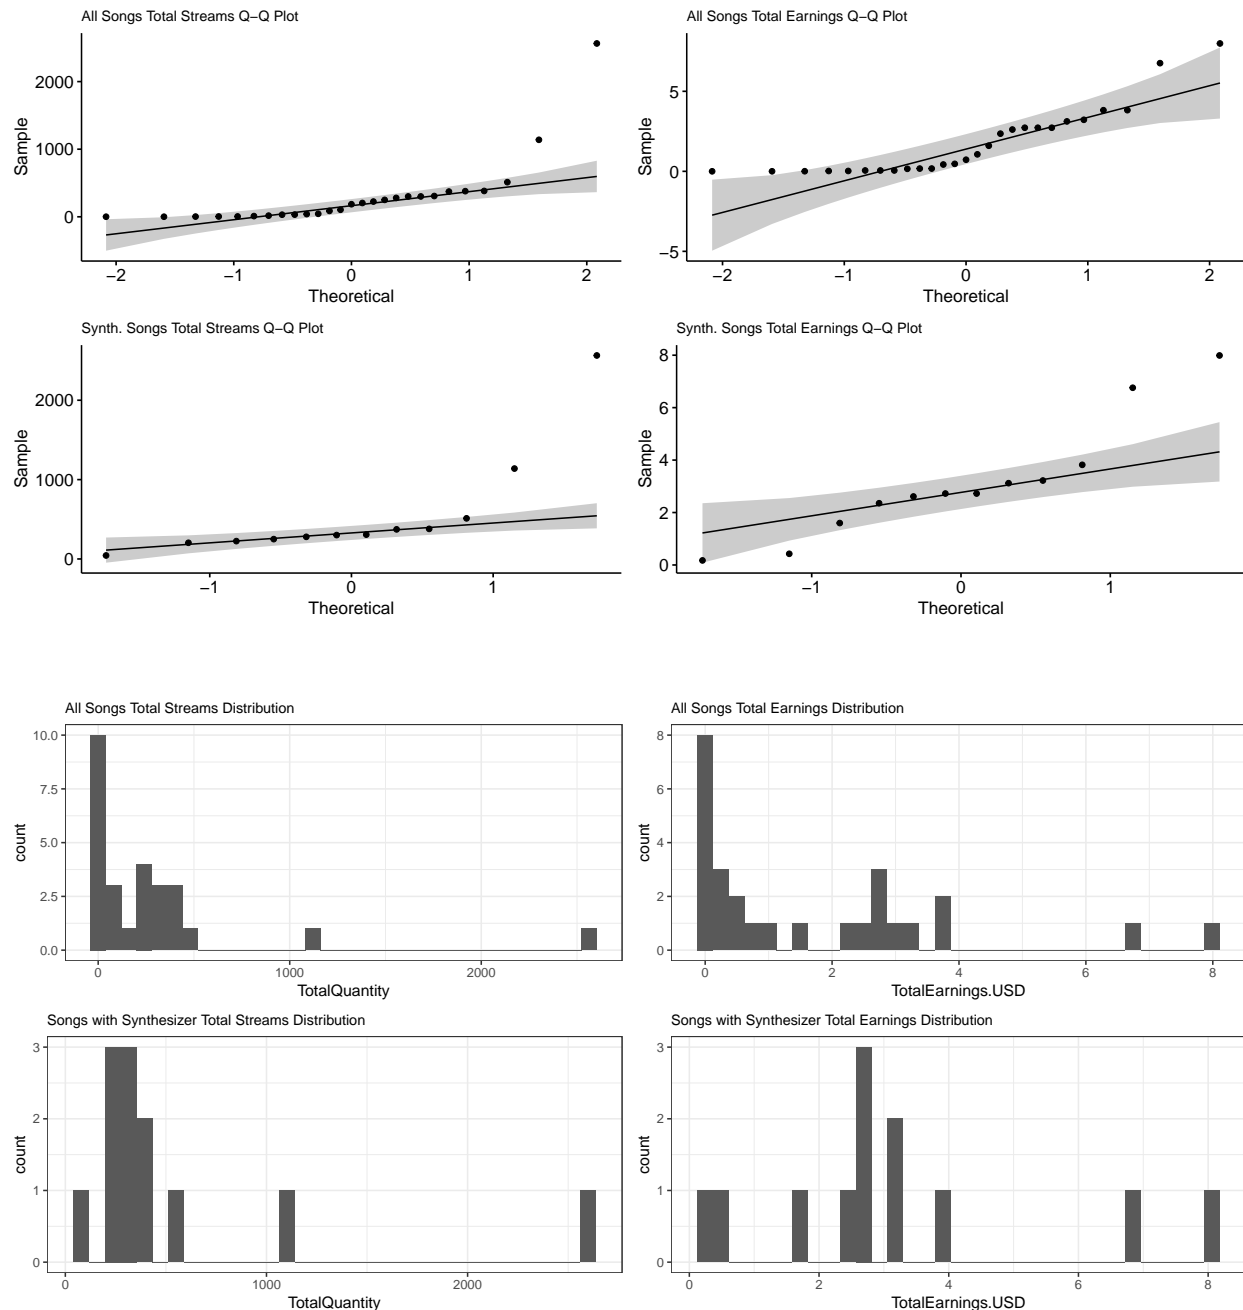 All Songs Total Streams Q−Q Plot
Sample
2000
1000
0
−2 −1 0 1 2
Theoretical
All Songs Total Earnings Q−Q Plot
Sample
5
0
−5
−2 −1 0 1 2
Theoretical
Synth. Songs Total Streams Q−Q Plot
Sample
2000
1000
0
−1 0 1
Theoretical
Synth. Songs Total Earnings Q−Q Plot
Sample
8
6
4
2
0
−1 0 1
Theoretical
All Songs Total Streams Distribution
count
10.0
7.5
5.0
2.5
0.0
0 1000 2000
TotalQuantity
All Songs Total Earnings Distribution
count
8
6
4
2
0
0 2 4 6 8
TotalEarnings.USD
Songs with Synthesizer Total Streams Distribution
count
3
2
1
0
0 1000 2000
TotalQuantity
Songs with Synthesizer Total Earnings Distribution
count
3
2
1
0
0 2 4 6 8
TotalEarnings.USD